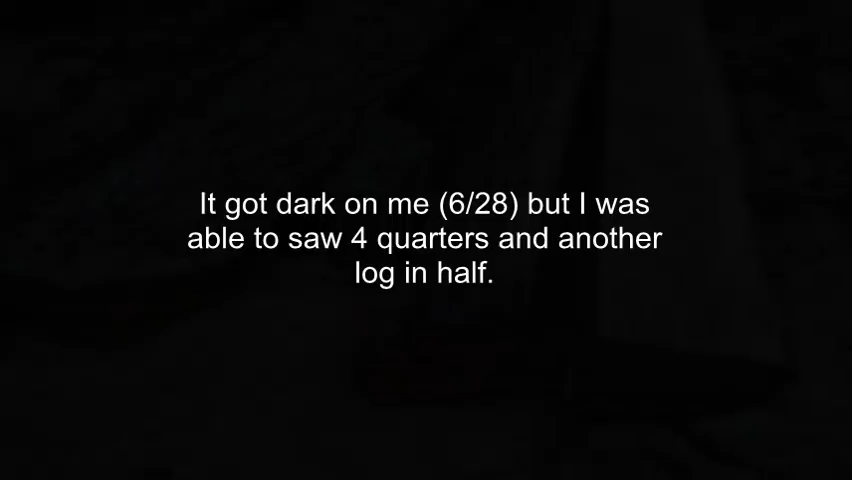 It got dark on me (6/28) but I was
able to saw 4 quarters and another
log in half.